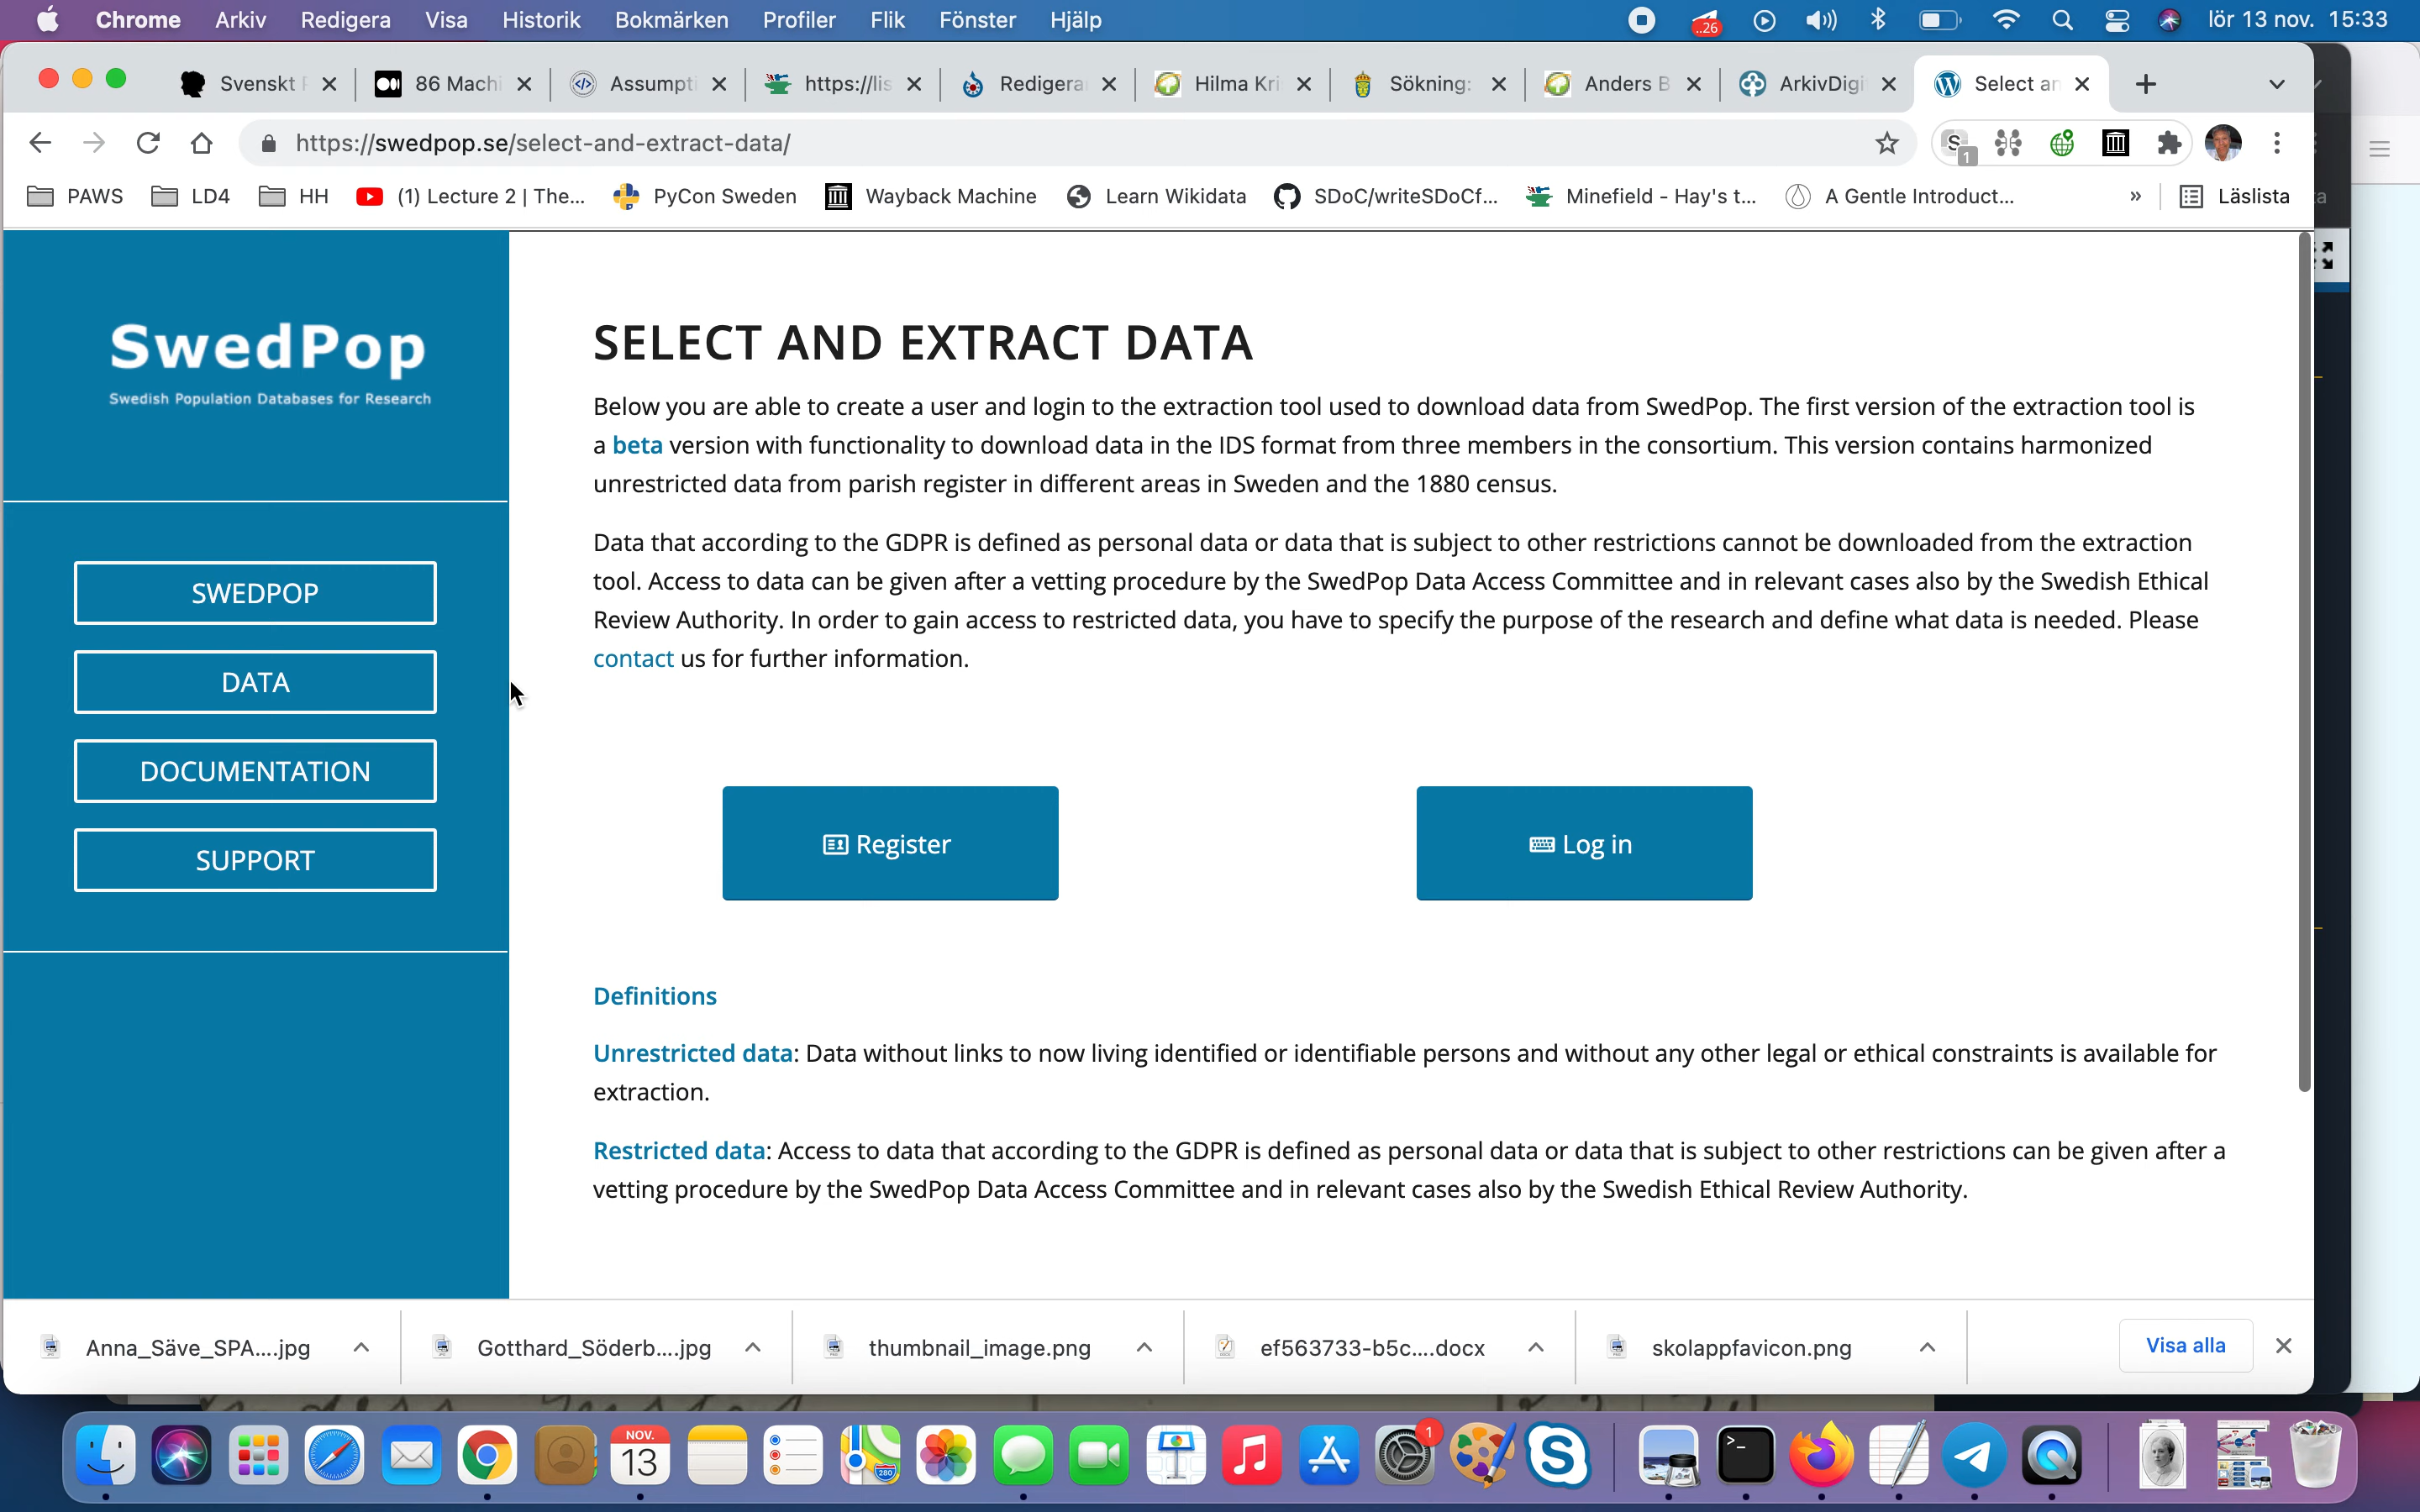 Chrome Arkiv Redigera Visa Historik Bokmärken Profiler Flik Fönster Hjälp ..26 lör 13 nov. 15:33
Svenskt 86 Machi Assumpti https://lis Redigera Hilma Kri Sökning: Anders B ArkivDigi Select an
https://swedpop.se/select-and-extract-data/ S 1
PAWS LD4 HH (1) Lecture 2 | The... PyCon Sweden Wayback Machine Learn Wikidata SDoC/writeSDoCf... Minefield - Hay's t... A Gentle Introduct... » Läslista
SwedPop
Swedish Population Databases for Research
SWEDPOP
DATA
DOCUMENTATION
SUPPORT
SELECT AND EXTRACT DATA
Below you are able to create a user and login to the extraction tool used to download data from SwedPop. The first version of the extraction tool is
a beta version with functionality to download data in the IDS format from three members in the consortium. This version contains harmonized
unrestricted data from parish register in different areas in Sweden and the 1880 census.
Data that according to the GDPR is defined as personal data or data that is subject to other restrictions cannot be downloaded from the extraction
tool. Access to data can be given after a vetting procedure by the SwedPop Data Access Committee and in relevant cases also by the Swedish Ethical
Review Authority. In order to gain access to restricted data, you have to specify the purpose of the research and define what data is needed. Please
contact us for further information.
Register
Log in
Definitions
Unrestricted data: Data without links to now living identified or identifiable persons and without any other legal or ethical constraints is available for
extraction.
Restricted data: Access to data that according to the GDPR is defined as personal data or data that is subject to other restrictions can be given after a
vetting procedure by the SwedPop Data Access Committee and in relevant cases also by the Swedish Ethical Review Authority.
Anna_Säve_SPA....jpg Gotthard_Söderb....jpg thumbnail_image.png ef563733-b5c....docx skolappfavicon.png Visa alla
NOV.
13
280
1